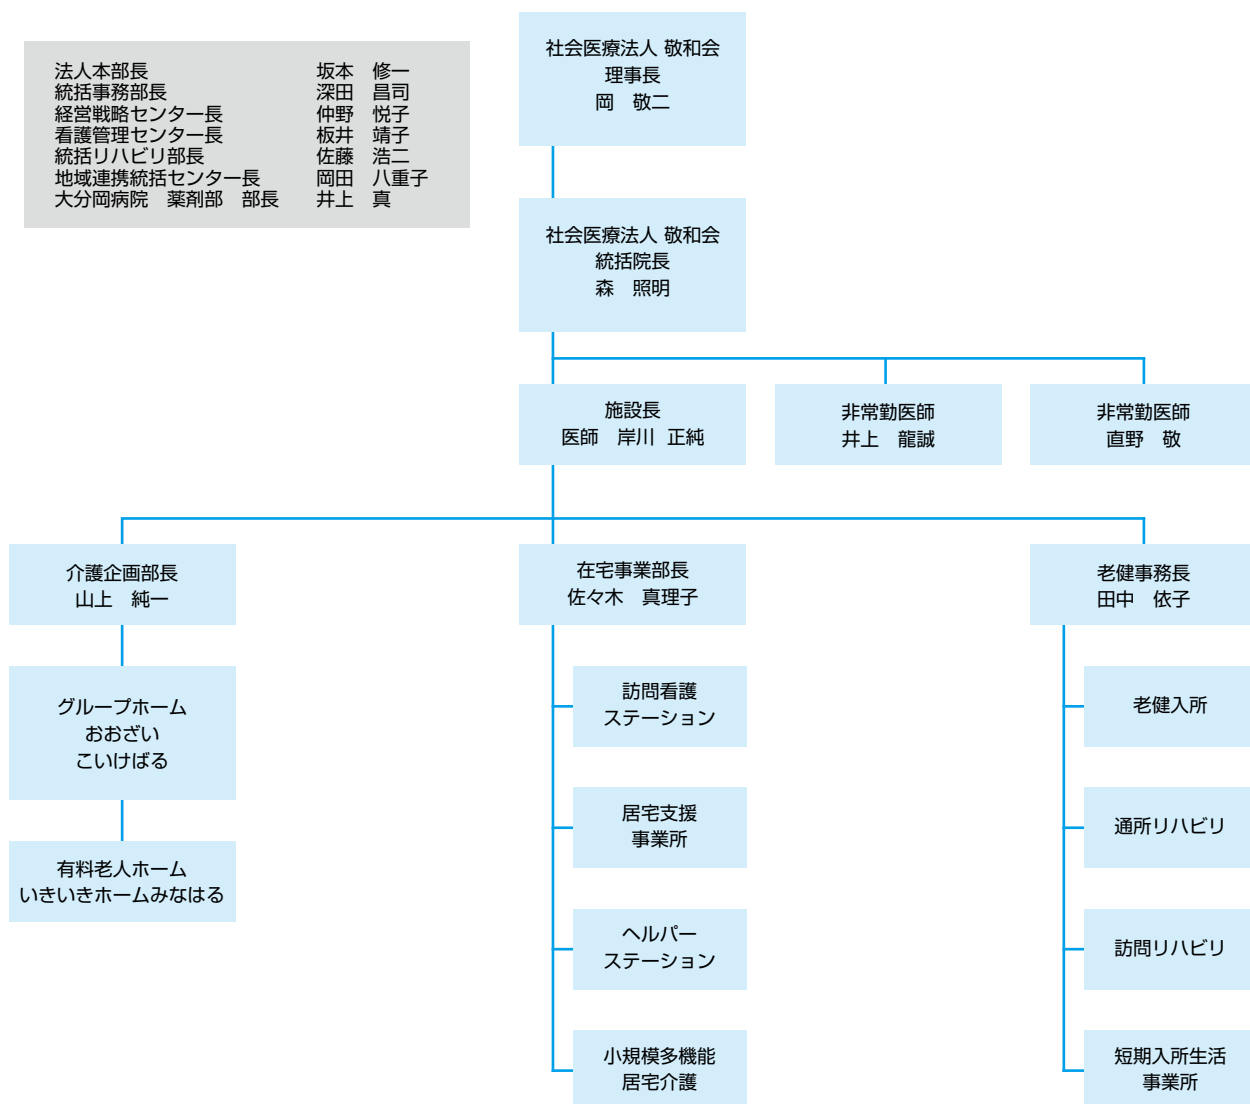 法人本部長　坂本　修一
統括事務部長　深田　昌司
経営戦略センター長　仲野　悦子
看護管理センター長　板井　靖子
統括リハビリ部長　佐藤　浩二
地域連携統括センター長　岡田　八重子
大分岡病院　薬剤部　部長　井上　真
社会医療法人 敬和会
理事長
岡　敬二
社会医療法人 敬和会
統括院長
森　照明
施設長
医師　岸川 正純
非常勤医師
井上　龍誠
非常勤医師
直野　敬
介護企画部長
山上　純一
グループホーム
おおざい
こいけばる
有料老人ホーム
いきいきホームみなはる
在宅事業部長
佐々木　真理子
訪問看護
ステーション
居宅支援
事業所
ヘルパー
ステーション
小規模多機能
居宅介護
老健事務長
田中　依子
老健入所
通所リハビリ
訪問リハビリ
短期入所生活
事業所